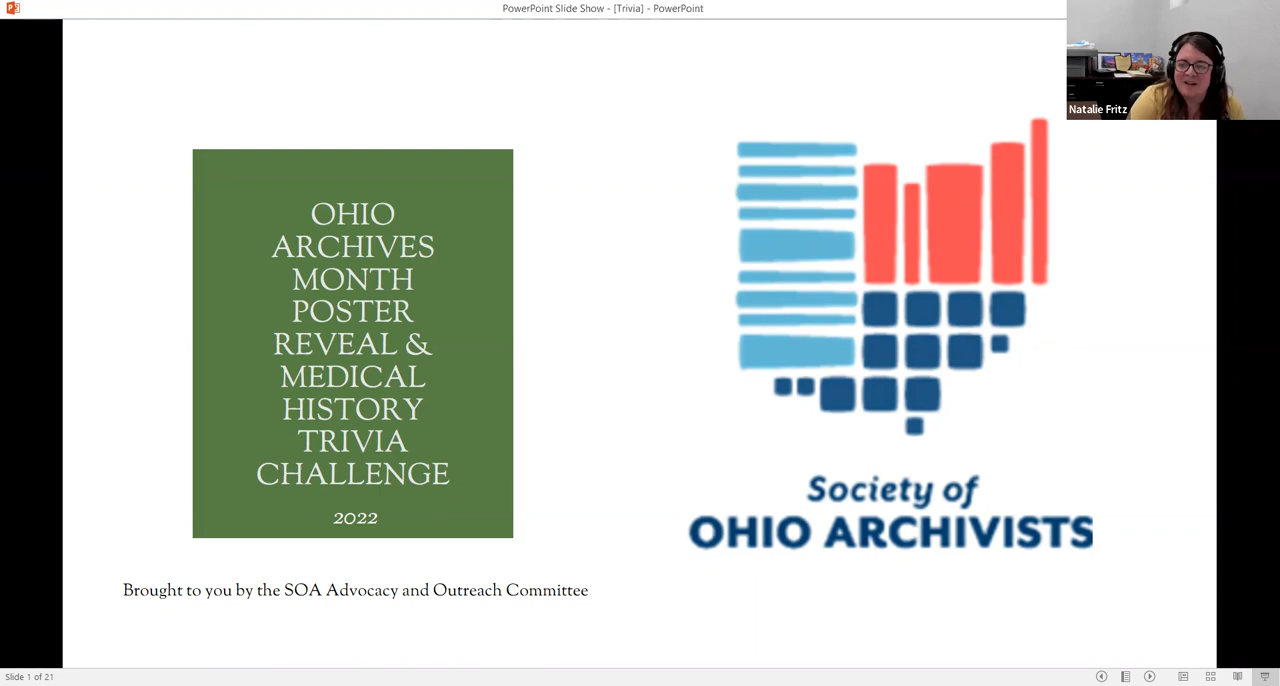 PowerPoint Slide Show - [Trivia] - PowerPoint
Natalie Fritz
OHIO
ARCHIVES
MONTH
POSTER
REVEAL &
MEDICAL
HISTORY
TRIVIA
CHALLENGE
2022
Society of
OHIO ARCHIVISTS
Brought to you by the SOA Advocacy and Outreach Committee
Slide 1 of 21